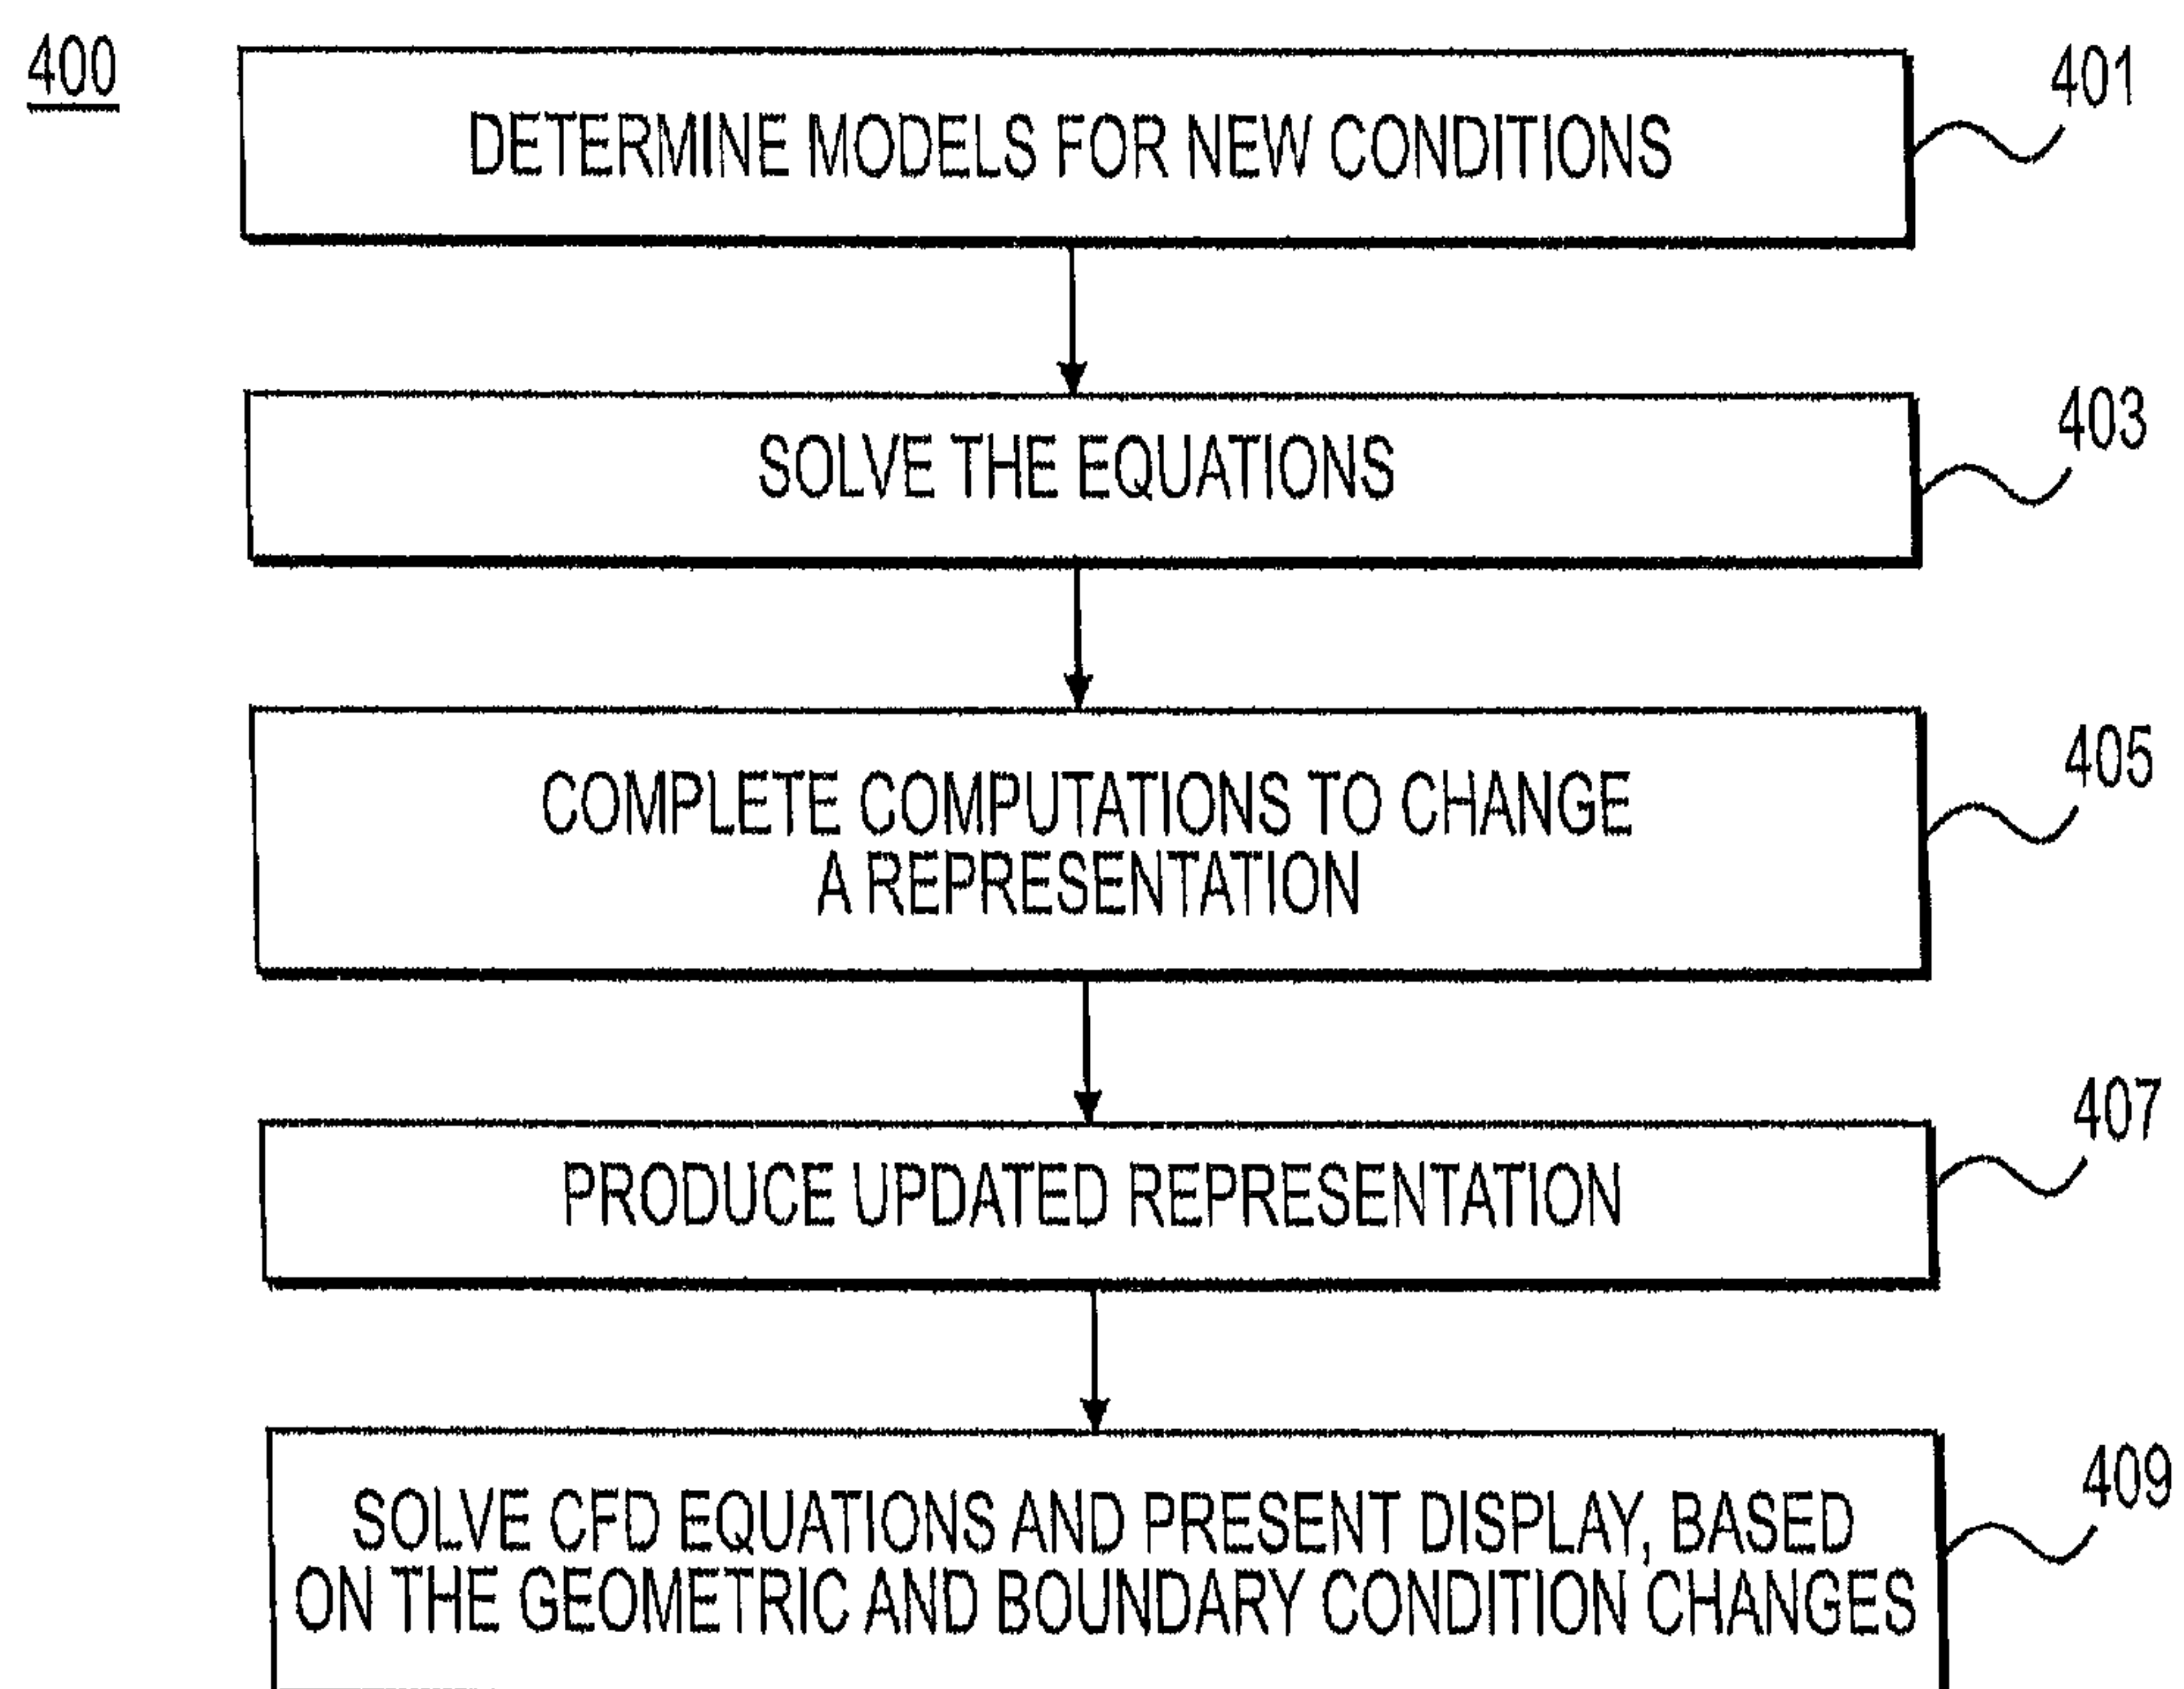 400
401
DETERMINE MODELS FOR NEW CONDITIONS
403
SOLVE THE EQUATIONS
405
COMPLETE COMPUTATIONS TO CHANGE
A REPRESENTATION
407
PRODUCE UPDATED REPRESENTATION
409
SOLVE CFD EQUATIONS AND PRESENT DISPLAY, BASED
ON THE GEOMETRIC AND BOUNDARY CONDITION CHANGES